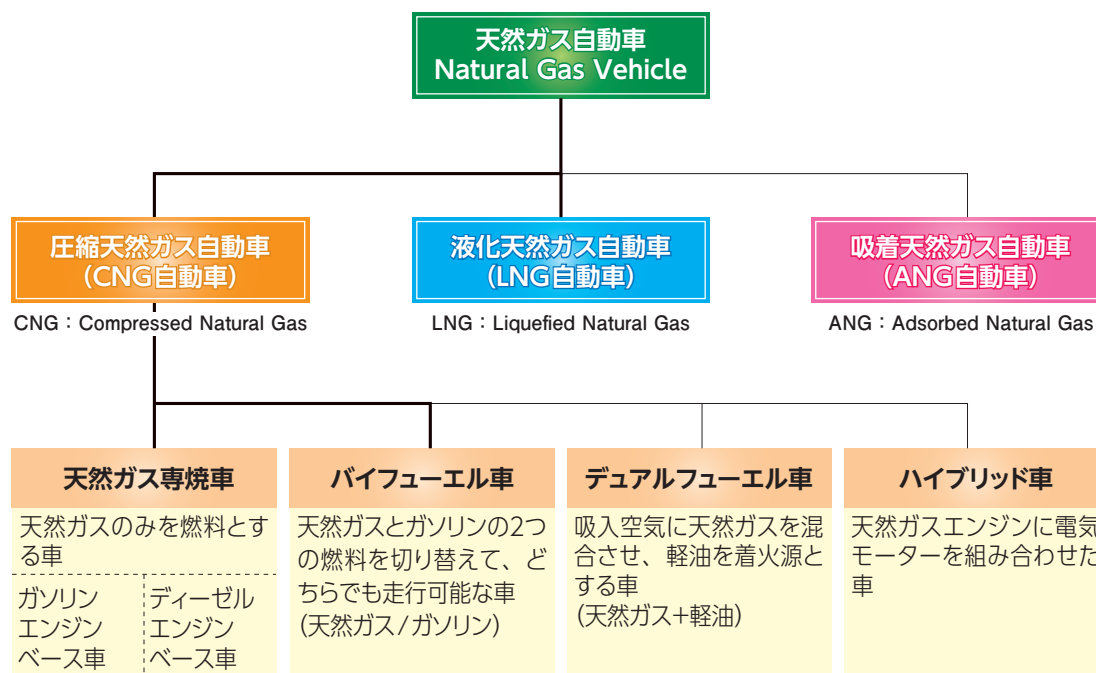 天然ガス自動車
Natural Gas Vehicle
圧縮天然ガス自動車
(CNG自動車)
液化天然ガス自動車
(LNG自動車)
吸着天然ガス自動車
(ANG自動車)
CNG：Compressed Natural Gas
LNG：Liquefied Natural Gas
ANG：Adsorbed Natural Gas
天然ガス専焼車
天然ガスのみを燃料とす
る車
ガソリン
エンジン
ベース車
ディーゼル
エンジン
ベース車
バイフューエル車
天然ガスとガソリンの2つ
の燃料を切り替えて、ど
ちらでも走行可能な車
(天然ガス/ガソリン)
デュアルフューエル車
吸入空気に天然ガスを混
合させ、軽油を着火源と
する車
(天然ガス+軽油)
ハイブリッド車
天然ガスエンジンに電気
モーターを組み合わせた
車